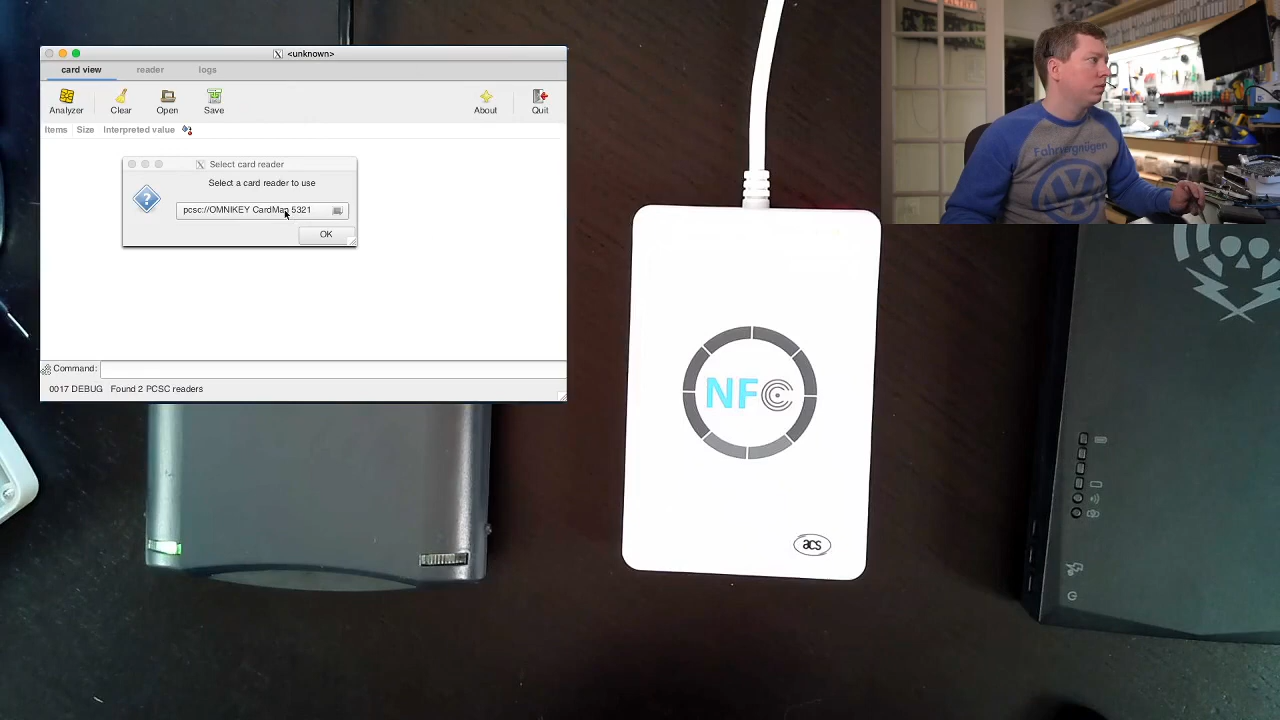 <unknown>
card view reader logs
Analyzer Clear Open Save About Quit
Items Size Interpreted value
Select card reader
Select a card reader to use
pcsc://OMNIKEY CardMan 5321
OK
Command:
0017 DEBUG Found 2 PCSC readers
Fahrvergnügen
NFC
acs